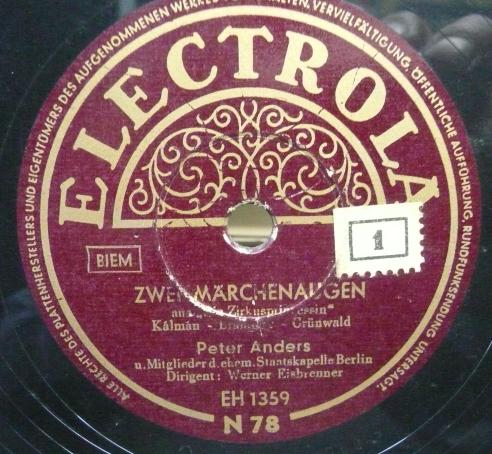 ALLE RECHTE DES PLATTENHERSTELLERS UND EIGENTÜMERS DES AUFGENOMMENEN WERKES VERVIELFÄLTIGUNG, ÖFFENTLICHE AUFFÜHRUNG, RUNDFUNKSENDUNG UNTERSAGT.
ELECTROLA
1
BIEM
ZWEI MÄRCHENAUGEN
Zirkusprinzessin"
Kálmán - - Grünwald
Peter Anders
u. Mitglieder d. ehem. Staatskapelle Berlin
Dirigent: Werner Eisbrenner
EH 1359
N 78